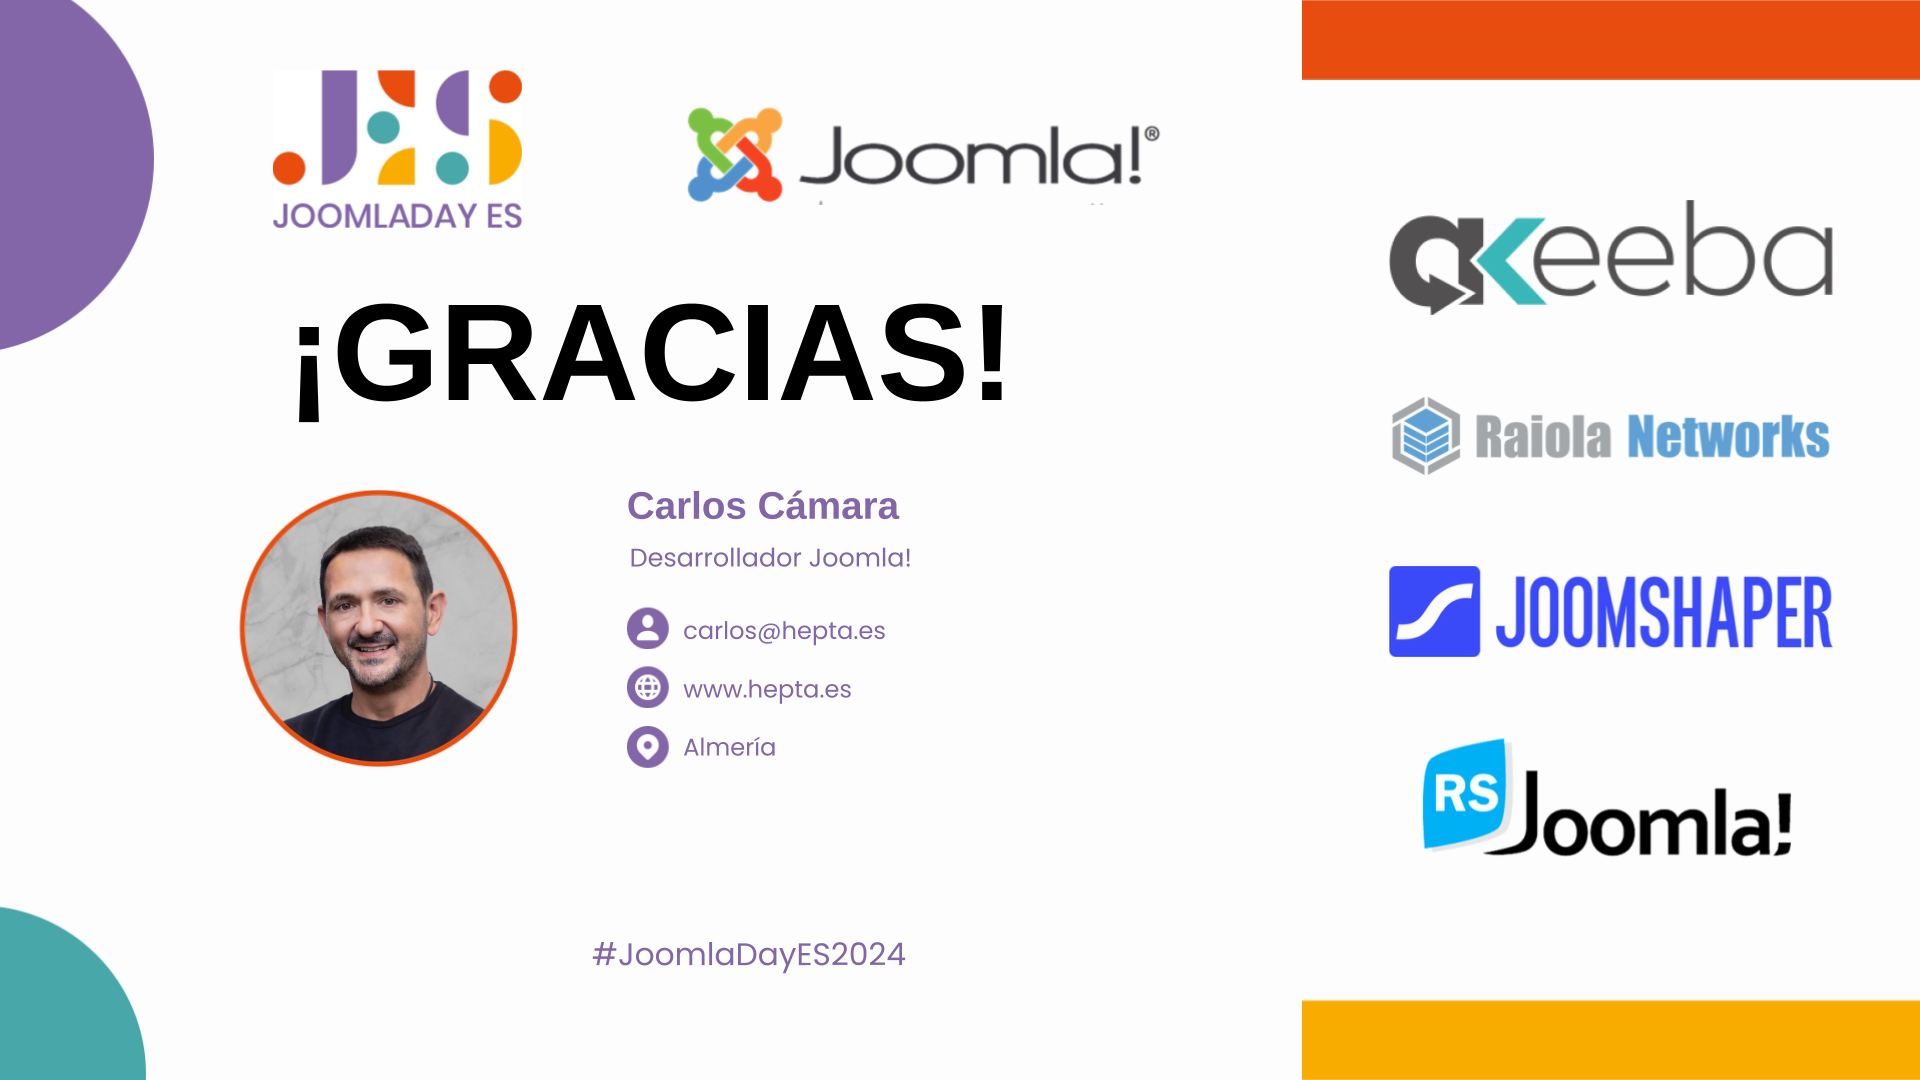 JES
JOOMLADAY ES
Joomla!®
¡GRACIAS!
Carlos Cámara
Desarrollador Joomla!
carlos@hepta.es
www.hepta.es
Almería
#JoomlaDayES2024
akeeba
Raiola Networks
JOOMSHAPER
RS Joomla!